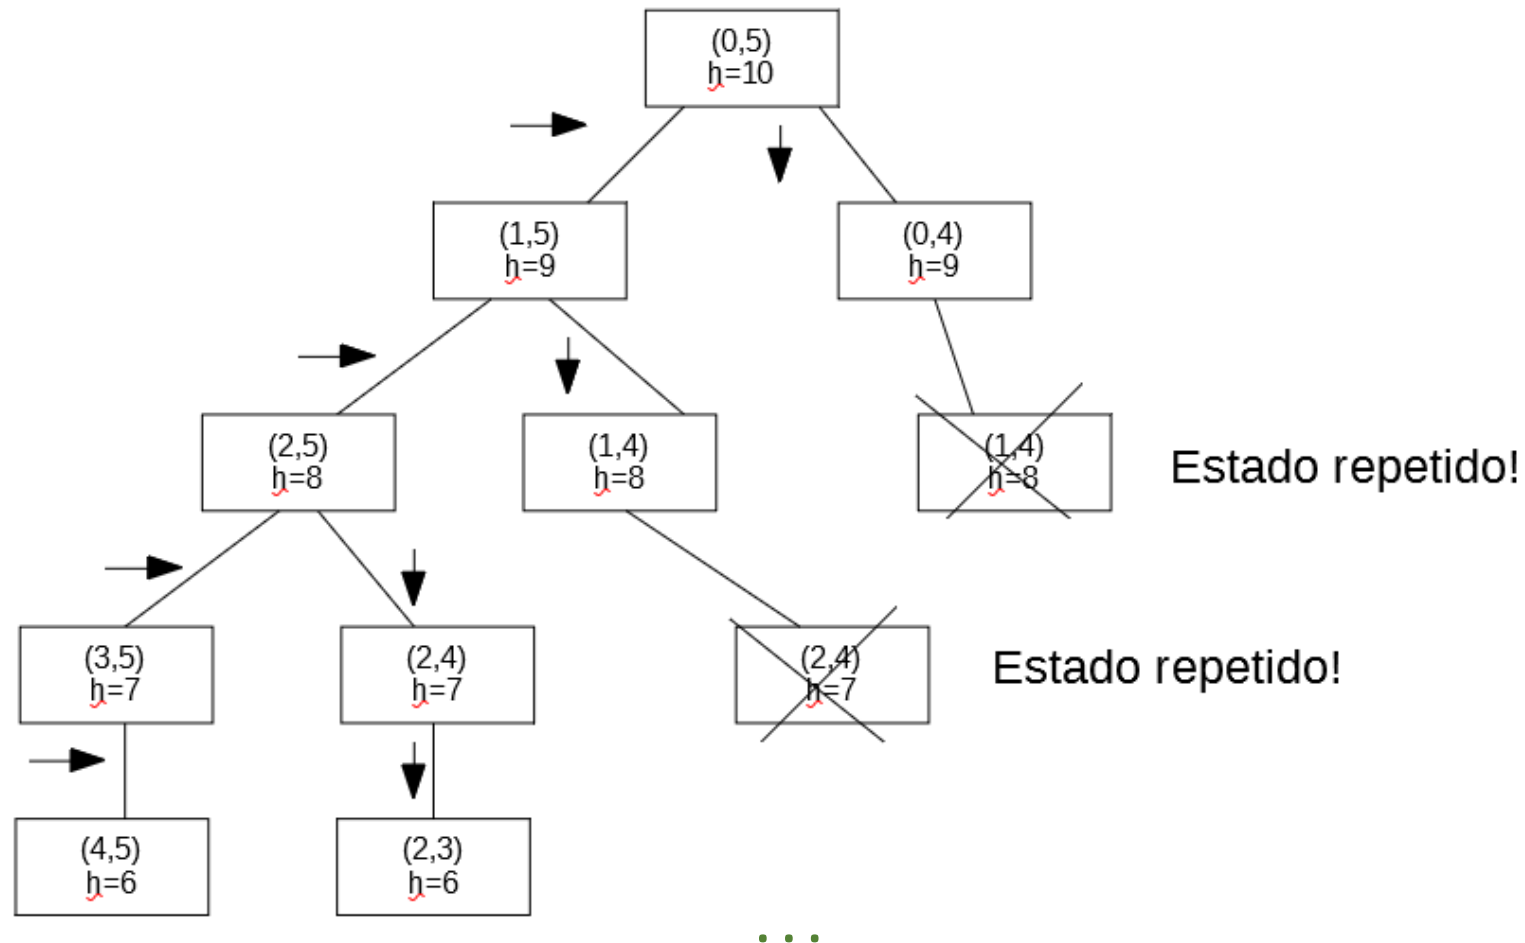 (0,5)
h=10
(1,5)
h=9
(0,4)
h=9
(2,5)
h=8
(1,4)
h=8
(1,4)
h=8
Estado repetido!
(3,5)
h=7
(2,4)
h=7
(2,4)
h=7
Estado repetido!
(4,5)
h=6
(2,3)
h=6
. . .